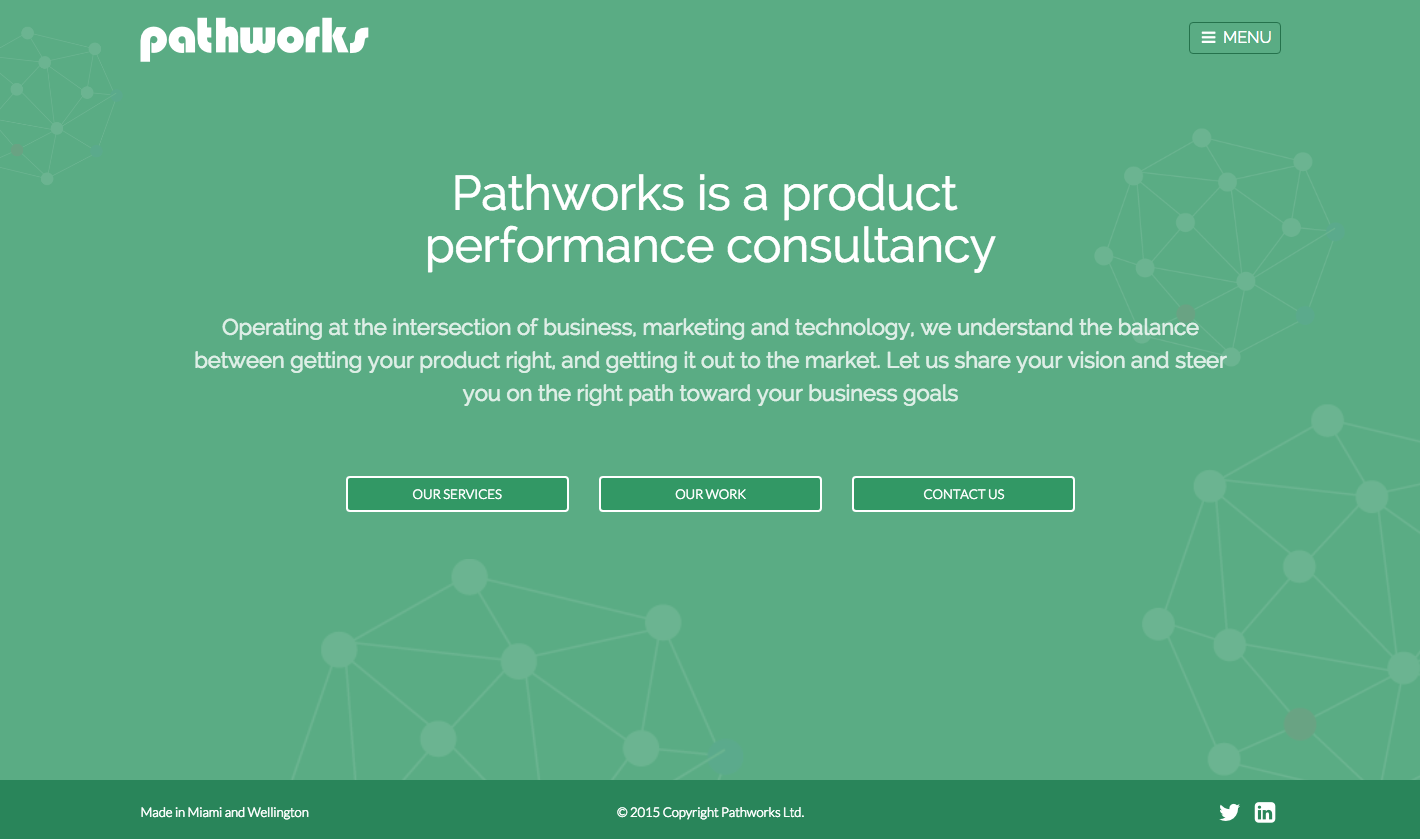 pathworks
MENU
Pathworks is a product
performance consultancy
Operating at the intersection of business, marketing and technology, we understand the balance
between getting your product right, and getting it out to the market. Let us share your vision and steer
you on the right path toward your business goals
OUR SERVICES
OUR WORK
CONTACT US
Made in Miami and Wellington
© 2015 Copyright Pathworks Ltd.
in